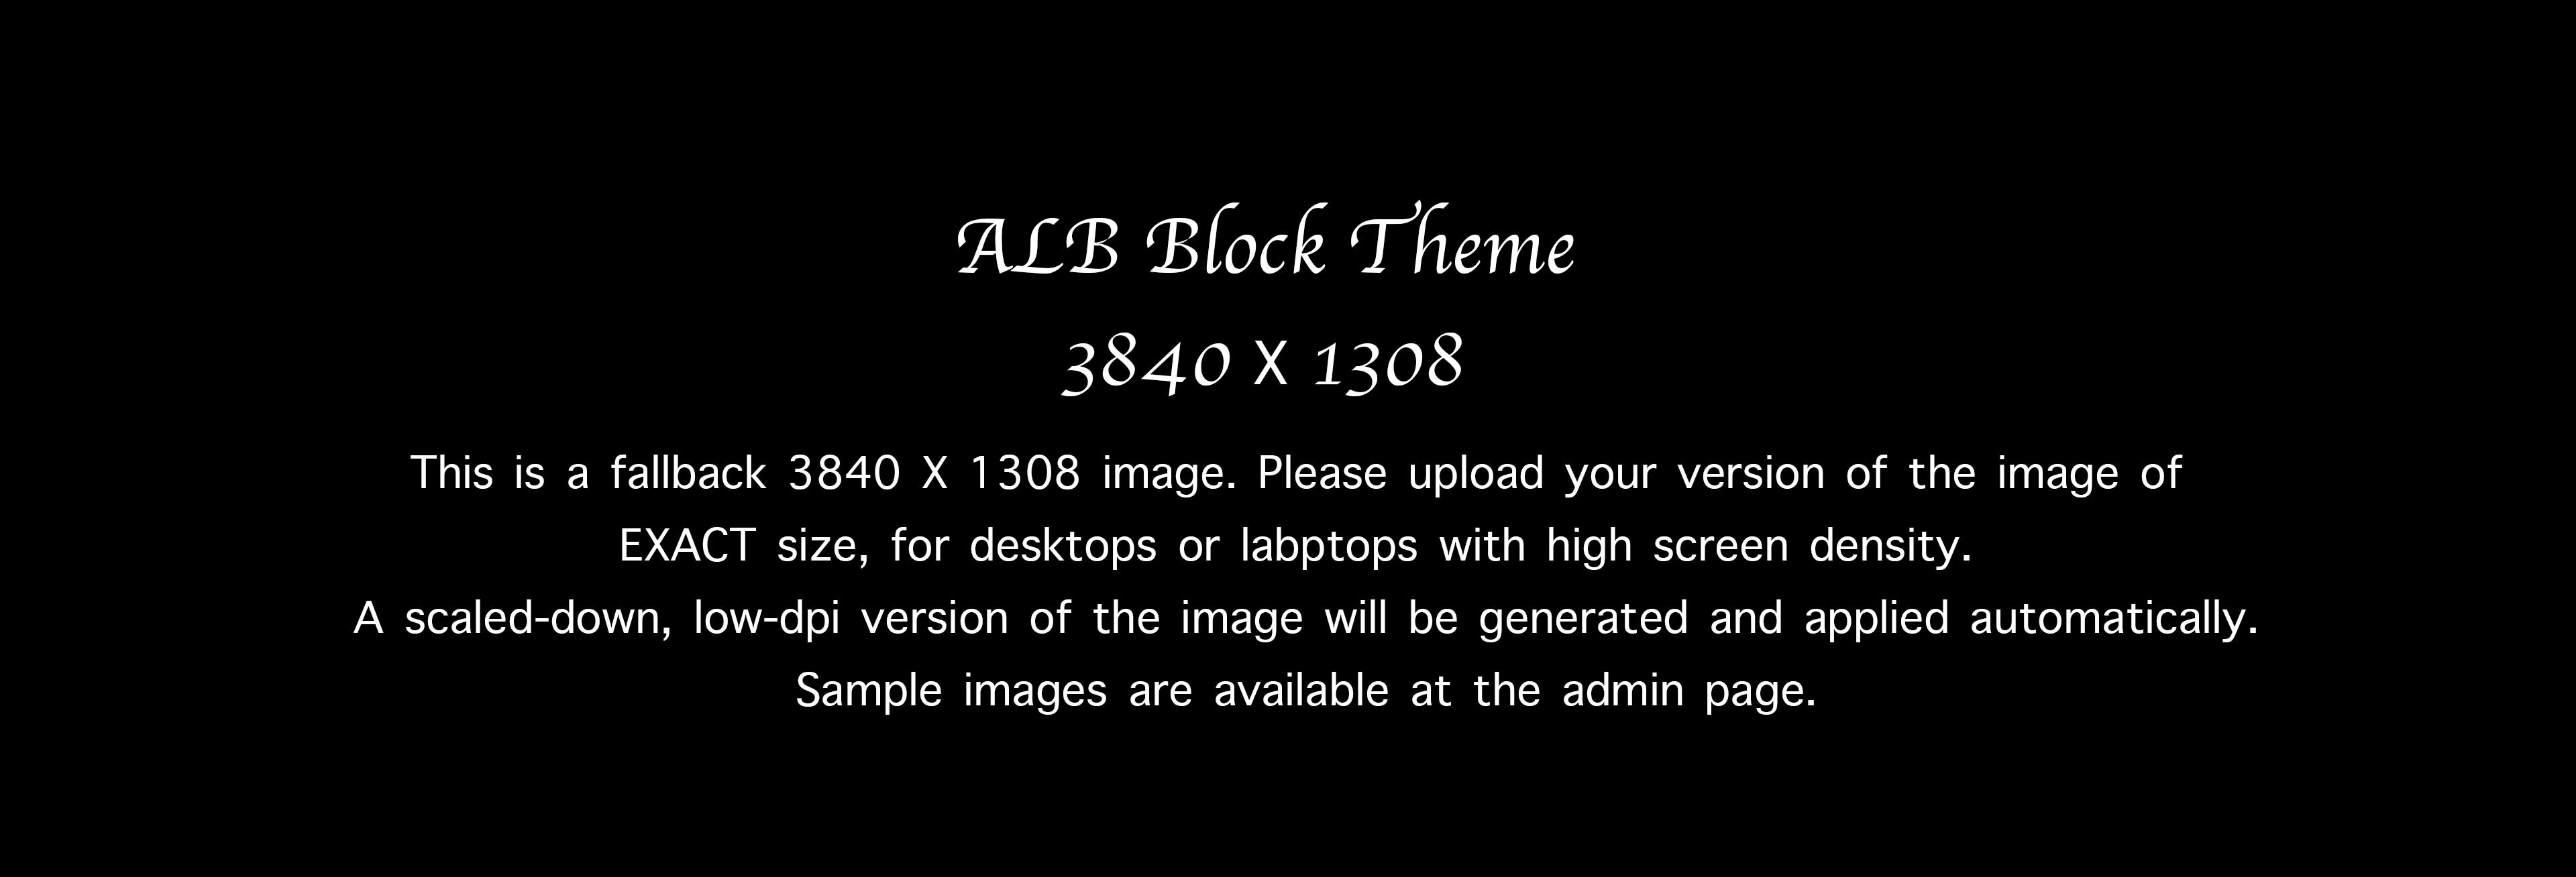 ALB Block Theme
3840 X 1308
This is a fallback 3840 X 1308 image. Please upload your version of the image of
EXACT size, for desktops or labptops with high screen density.
A scaled-down, low-dpi version of the image will be generated and applied automatically.
Sample images are available at the admin page.